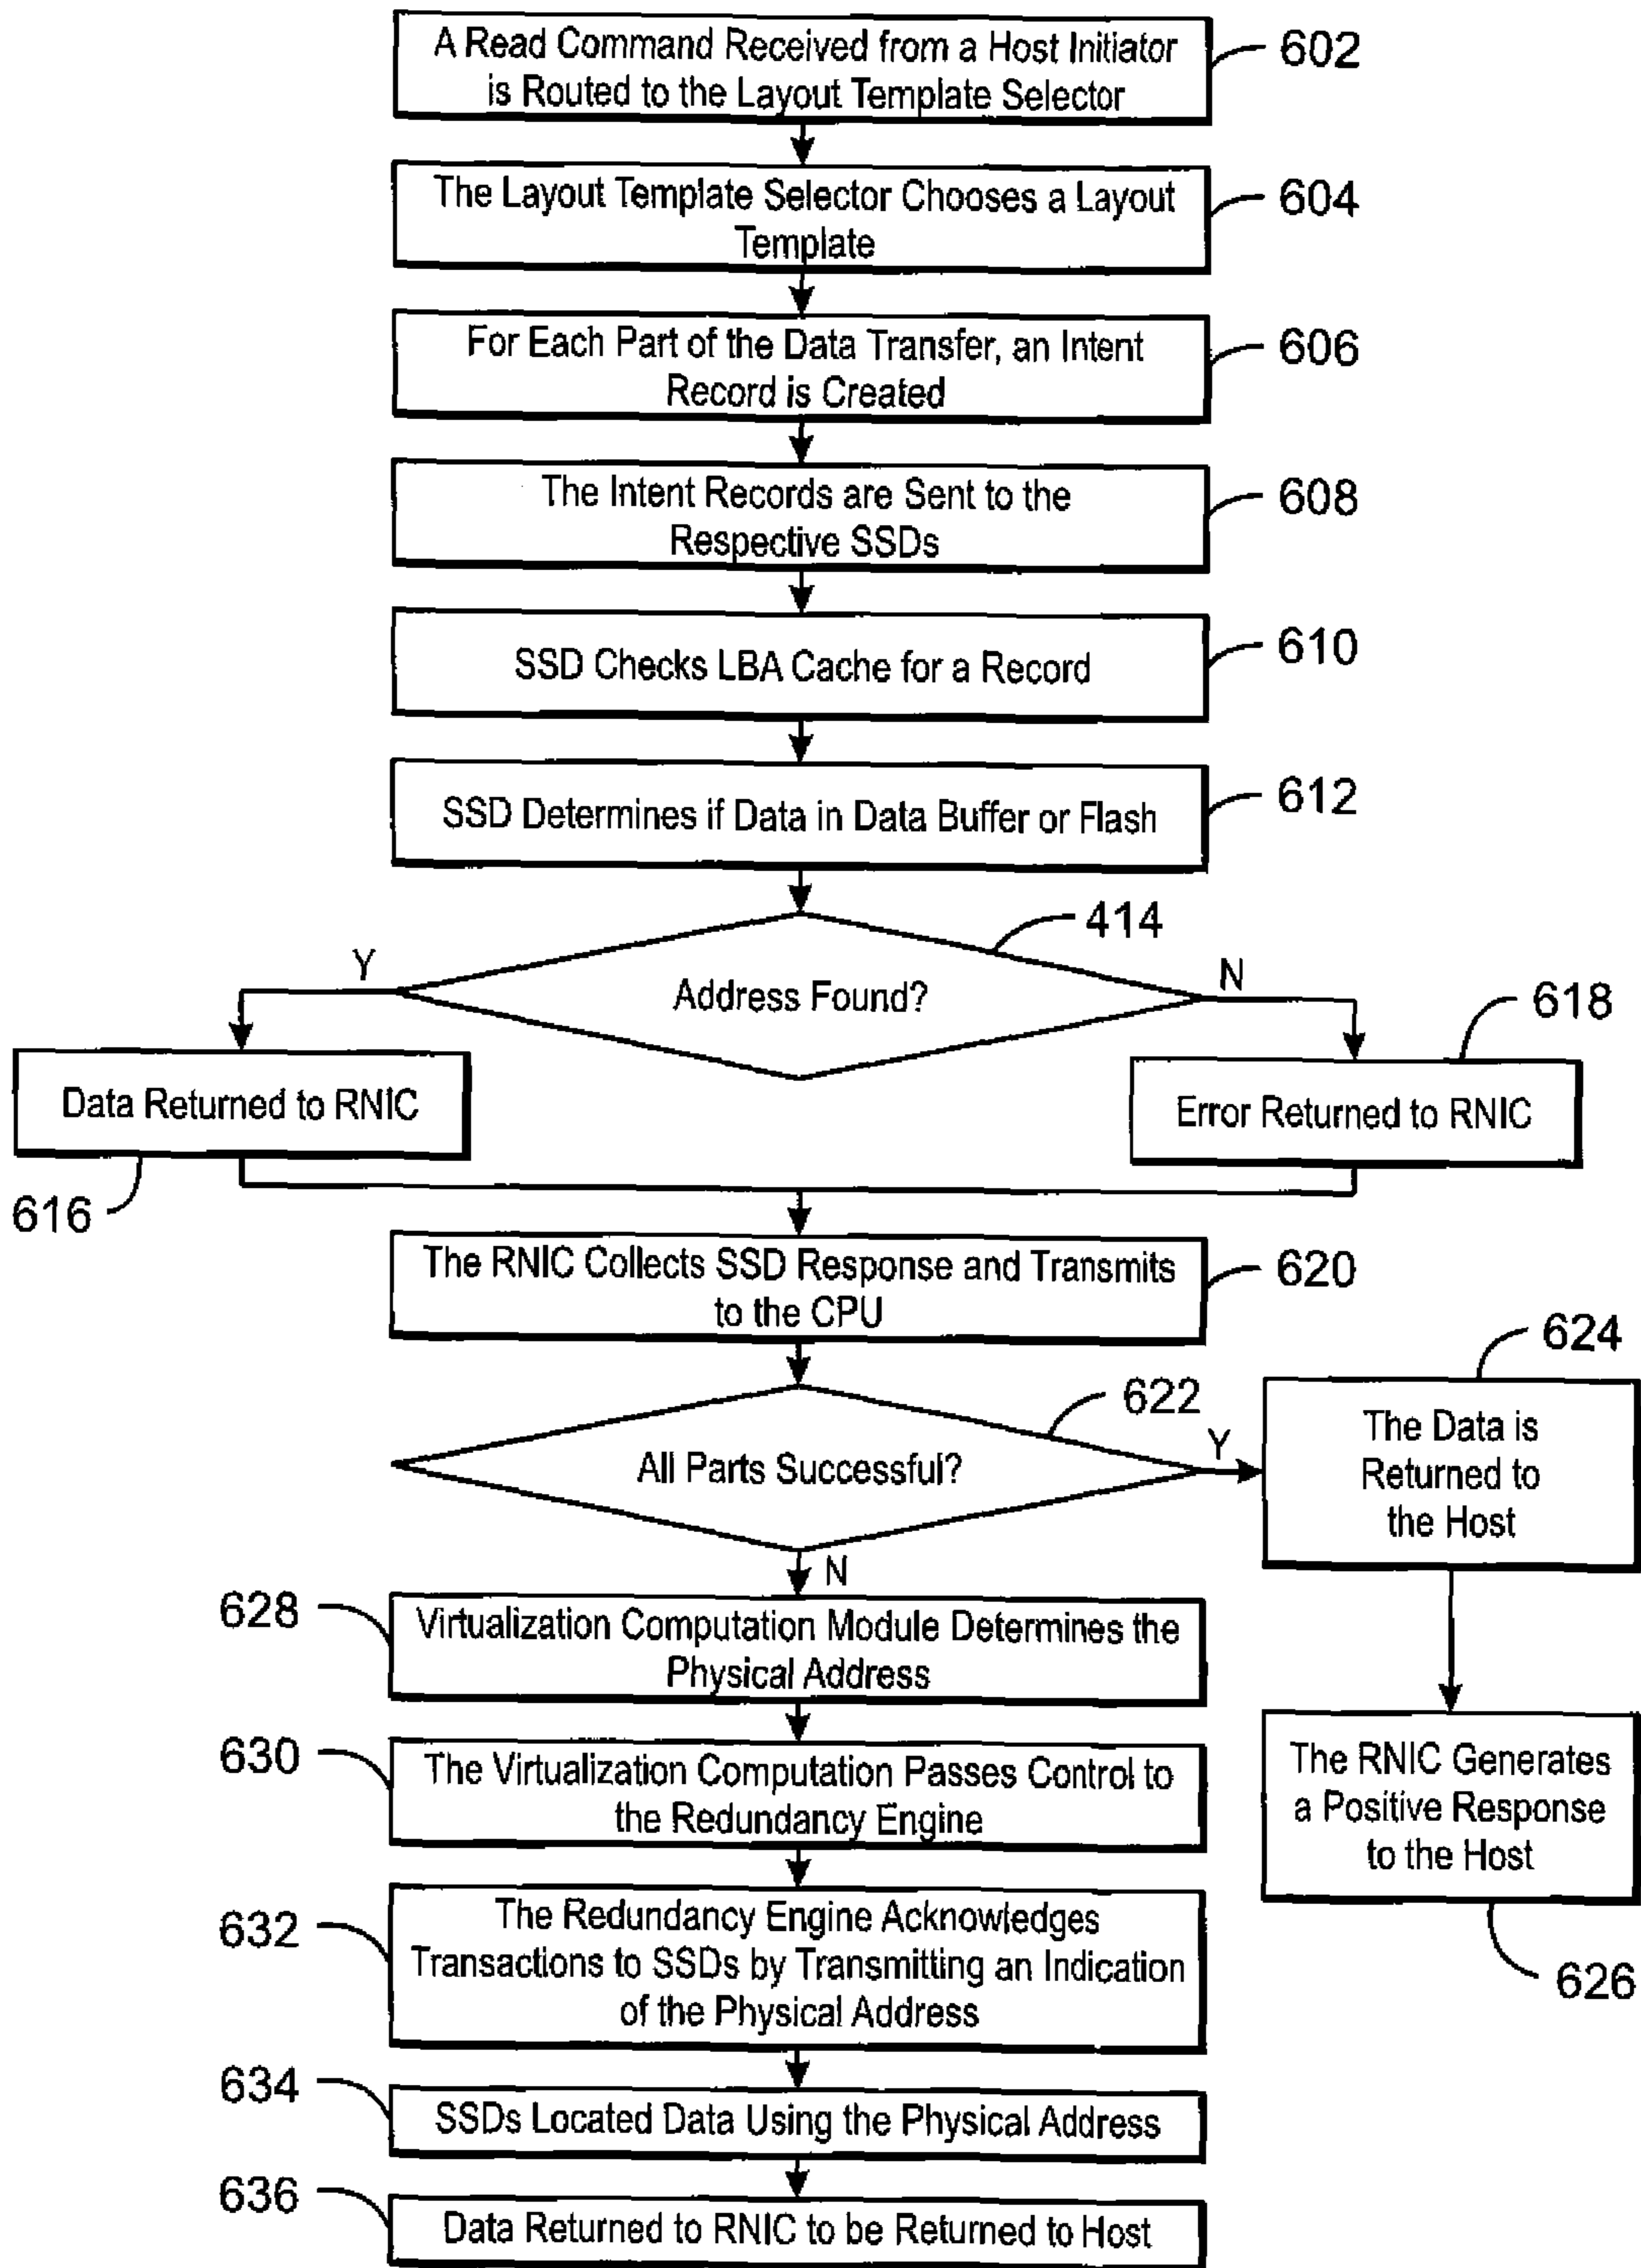 A Read Command Received from a Host Initiator
is Routed to the Layout Template Selector
602
The Layout Template Selector Chooses a Layout
Template
604
For Each Part of the Data Transfer, an Intent
Record is Created
606
The Intent Records are Sent to the
Respective SSDs
608
SSD Checks LBA Cache for a Record
610
SSD Determines if Data in Data Buffer or Flash
612
414
Y
Address Found?
N
618
Data Returned to RNIC
Error Returned to RNIC
616
The RNIC Collects SSD Response and Transmits
to the CPU
620
624
622
All Parts Successful?
Y
The Data is
Returned to
the Host
N
628
Virtualization Computation Module Determines the
Physical Address
630
The Virtualization Computation Passes Control to
the Redundancy Engine
The RNIC Generates
a Positive Response
to the Host
626
632
The Redundancy Engine Acknowledges
Transactions to SSDs by Transmitting an Indication
of the Physical Address
634
SSDs Located Data Using the Physical Address
636
Data Returned to RNIC to be Returned to Host